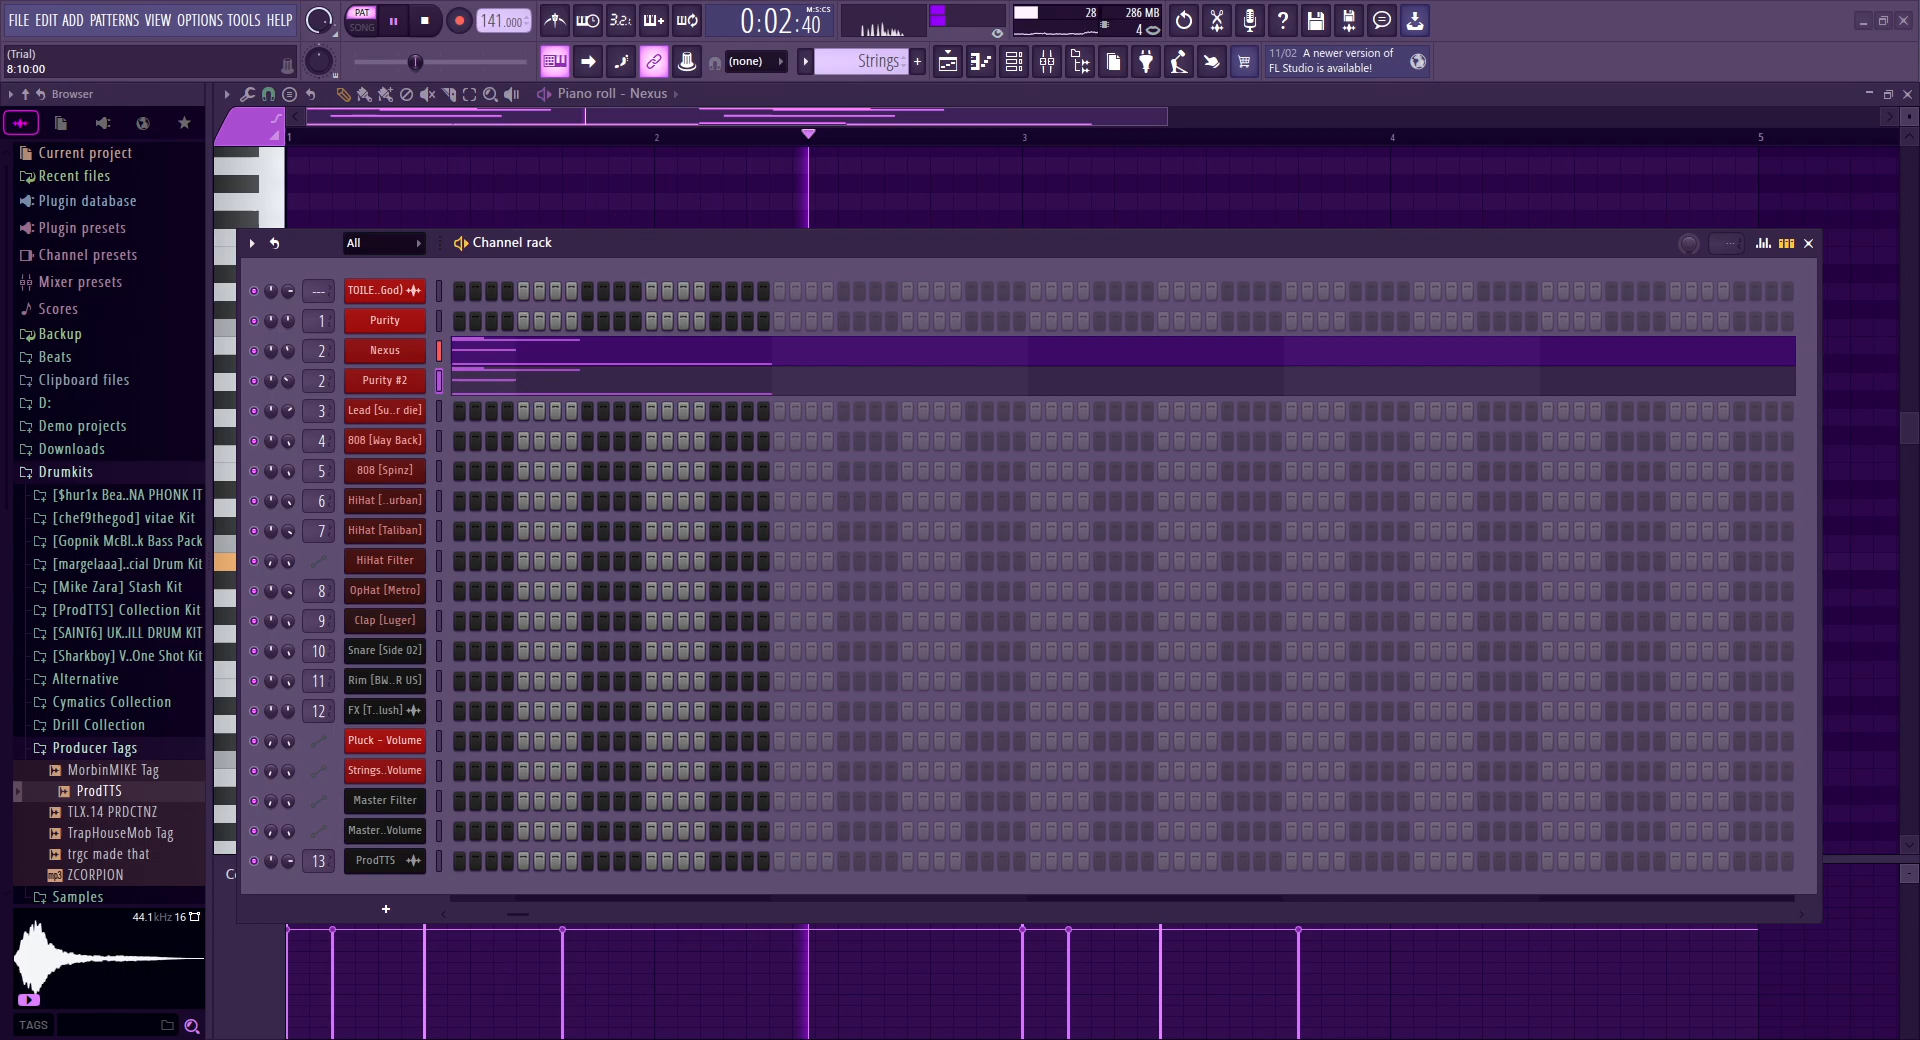 FILE EDIT ADD PATTERNS VIEW OPTIONS TOOLS HELP
PAT
SONG
141.000
3.2:
0:02:40
M:S:CS
28
286 MB
4
(Trial)
8:10:00
(none)
Strings
11/02 A newer version of
FL Studio is available!
Browser
Piano roll - Nexus
1 2 3 4 5
Current project
Recent files
Plugin database
Plugin presets
Channel presets
Mixer presets
Scores
Backup
Beats
Clipboard files
D:
Demo projects
Downloads
Drumkits
[$hur1x Bea..NA PHONK IT
[chef9thegod] vitae Kit
[Gopnik McBl..k Bass Pack
[margelaaa]..cial Drum Kit
[Mike Zara] Stash Kit
[ProdTTS] Collection Kit
[SAINT6] UK..ILL DRUM KIT
[Sharkboy] V..One Shot Kit
Alternative
Cymatics Collection
Drill Collection
Producer Tags
MorbinMIKE Tag
ProdTTS
TLX.14 PRDCTNZ
TrapHouseMob Tag
trgc made that
mp3 ZCORPION
Samples
44.1kHz 16
TAGS
All
Channel rack
--- TOILE..God)
1 Purity
2 Nexus
2 Purity #2
3 Lead [Su..r die]
4 808 [Way Back]
5 808 [Spinz]
6 HiHat [..urban]
7 HiHat [Taliban]
HiHat Filter
8 OpHat [Metro]
9 Clap [Luger]
10 Snare [Side 02]
11 Rim [BW..R US]
12 FX [T..lush]
Pluck - Volume
Strings..Volume
Master Filter
Master..Volume
13 ProdTTS
+